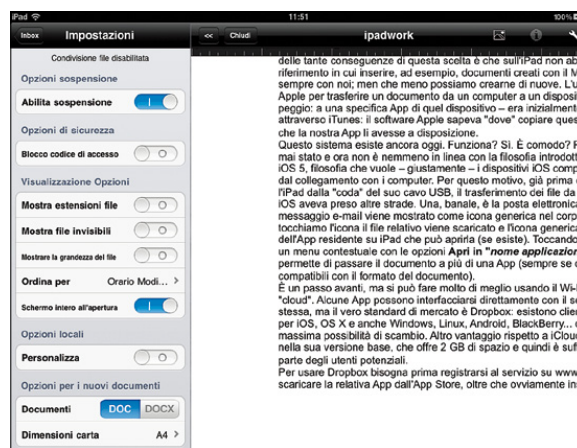 iPad
11:51
100%
Inbox
Impostazioni
<<
Chiudi
ipadwork
Condivisione file disabilitata
Opzioni sospensione
Abilita sospensione
Opzioni di sicurezza
Blocco codice di accesso
Visualizzazione Opzioni
Mostra estensioni file
Mostra file invisibili
Mostrare la grandezza del file
Ordina per Orario Modi... >
Schermo intero all'apertura
Opzioni locali
Personalizza
Opzioni per i nuovi documenti
Documenti DOC DOCX
Dimensioni carta A4 >
delle tante conseguenze di questa scelta è che sull'iPad non ab
riferimento in cui inserire, ad esempio, documenti creati con il M
sempre con noi; men che meno possiamo crearne di nuove. L'u
Apple per trasferire un documento da un computer a un disposi
peggio: a una specifica App di quel dispositivo – era inizialment
attraverso iTunes: il software Apple sapeva "dove" copiare ques
che la nostra App li avesse a disposizione.
Questo sistema esiste ancora oggi. Funziona? Sì. È comodo? P
mai stato e ora non è nemmeno in linea con la filosofia introdott
iOS 5, filosofia che vuole – giustamente – i dispositivi iOS comp
dal collegamento con i computer. Per questo motivo, già prima
l'iPad dalla "coda" del suo cavo USB, il trasferimento dei file da
iOS aveva preso altre strade. Una, banale, è la posta elettronica
messaggio e-mail viene mostrato come icona generica nel corp
tocchiamo l'icona il file relativo viene scaricato e l'icona generica
dell'App residente su iPad che può aprirla (se esiste). Toccando
un menu contestuale con le opzioni Apri in "nome applicazion
permette di passare il documento a più di una App (sempre se
compatibili con il formato del documento).
È un passo avanti, ma si può fare molto di meglio usando il Wi-F
"cloud". Alcune App possono interfacciarsi direttamente con il se
stessa, ma il vero standard di mercato è Dropbox: esistono clien
per iOS, OS X e anche Windows, Linux, Android, BlackBerry...
massima possibilità di scambio. Altro vantaggio rispetto a iCloud
nella sua versione base, che offre 2 GB di spazio e quindi è suf
parte degli utenti potenziali.
Per usare Dropbox bisogna prima registrarsi al servizio su www
scaricare la relativa App dall'App Store, oltre che ovviamente in